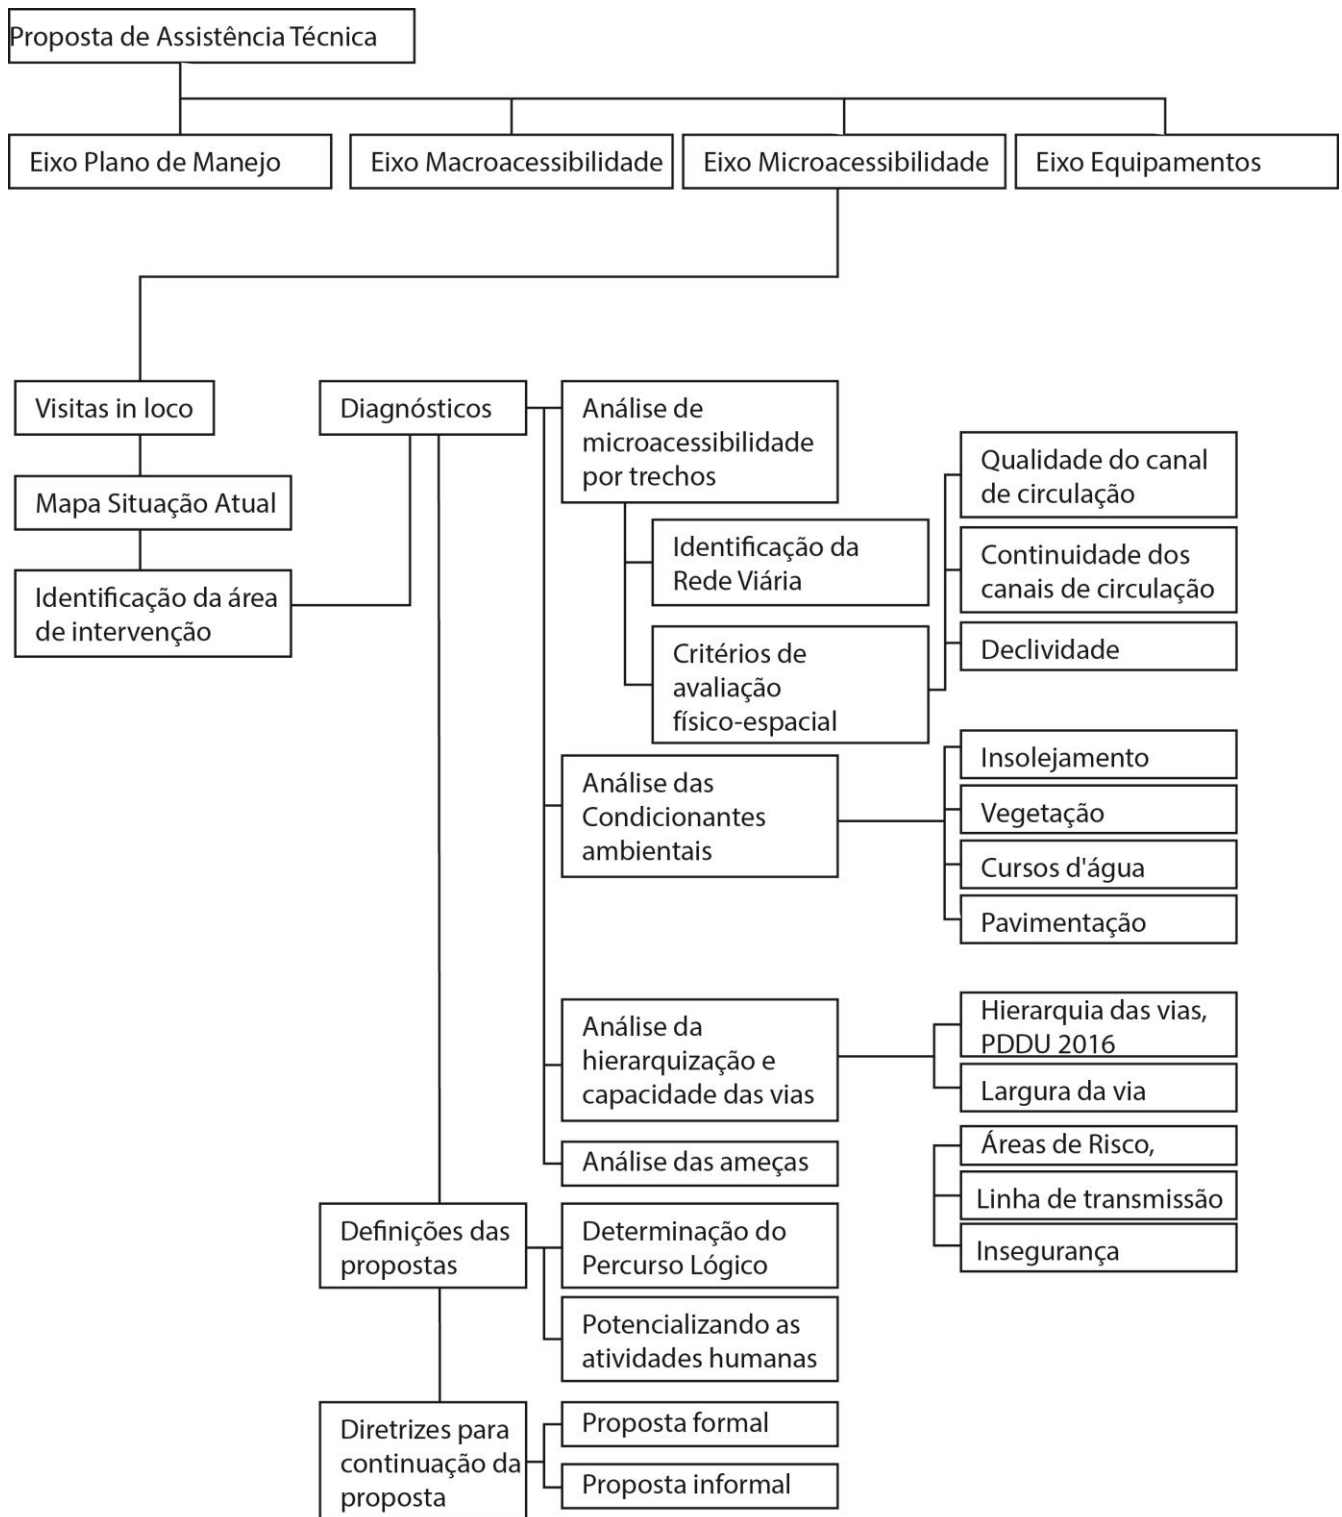 Proposta de Assistência Técnica
Eixo Plano de Manejo
Eixo Macroacessibilidade
Eixo Microacessibilidade
Eixo Equipamentos
Visitas in loco
Mapa Situação Atual
Identificação da área
de intervenção
Diagnósticos
Análise de
microacessibilidade
por trechos
Identificação da
Rede Viária
Critérios de
avaliação
físico-espacial
Qualidade do canal
de circulação
Continuidade dos
canais de circulação
Declividade
Análise das
Condicionantes
ambientais
Insolejamento
Vegetação
Cursos d'água
Pavimentação
Análise da
hierarquização e
capacidade das vias
Hierarquia das vias,
PDDU 2016
Largura da via
Análise das ameças
Áreas de Risco,
Linha de transmissão
Insegurança
Definições das
propostas
Determinação do
Percurso Lógico
Potencializando as
atividades humanas
Diretrizes para
continuação da
proposta
Proposta formal
Proposta informal